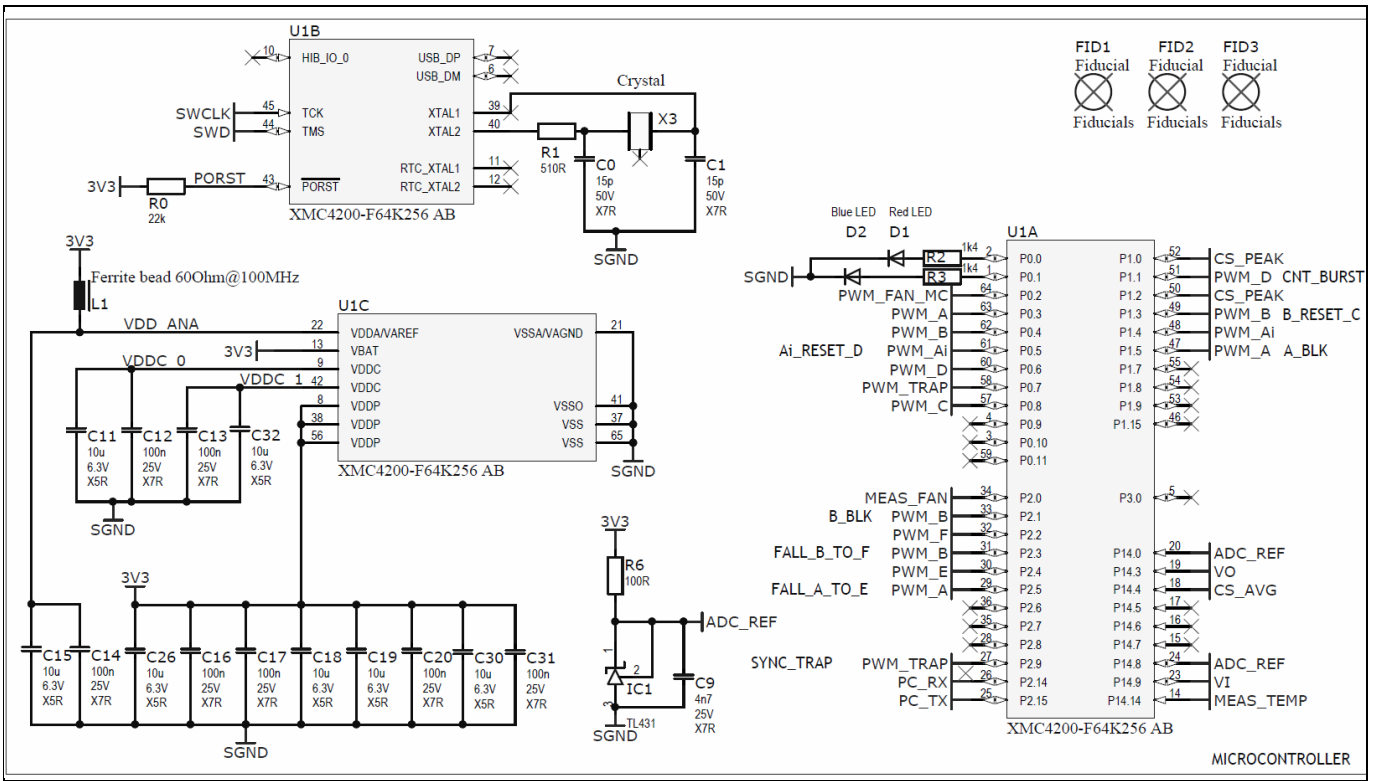 U1B
10
HIB_IO_0
USB_DP
7
USB_DM
6
SWCLK
45
TCK
XTAL1
39
SWD
44
TMS
XTAL2
40
RTC_XTAL1
11
3V3
PORST
43
PORST
RTC_XTAL2
12
R0
22k
XMC4200-F64K256 AB
Crystal
X3
R1
510R
C0
15p
50V
X7R
C1
15p
50V
X7R
SGND
FID1
Fiducial
Fiducials
FID2
Fiducial
Fiducials
FID3
Fiducial
Fiducials
3V3
Ferrite bead 60Ohm@100MHz
L1
U1C
VDD_ANA
22
VDDA/VAREF
VSSA/VAGND
21
3V3
13
VBAT
VDDC_0
9
VDDC
VDDC_1
42
VDDC
8
VDDP
VSSO
41
38
VDDP
VSS
37
56
VDDP
VSS
65
XMC4200-F64K256 AB
SGND
C11
10u
6.3V
X5R
C12
100n
25V
X7R
C13
100n
25V
X7R
C32
10u
6.3V
X5R
SGND
3V3
C15
10u
6.3V
X5R
C14
100n
25V
X7R
C26
10u
6.3V
X5R
C16
100n
25V
X7R
C17
100n
25V
X7R
C18
10u
6.3V
X5R
C19
10u
6.3V
X5R
C20
100n
25V
X7R
C30
10u
6.3V
X5R
C31
100n
25V
X7R
SGND
3V3
R6
100R
ADC_REF
1
2
IC1
3
TL431
C9
4n7
25V
X7R
SGND
Blue LED
Red LED
D2
D1
U1A
SGND
R2
1k4
2
P0.0
R3
1k4
1
P0.1
PWM_FAN_MC
64
P0.2
PWM_A
63
P0.3
PWM_B
62
P0.4
Ai_RESET_D
PWM_Ai
61
P0.5
PWM_D
60
P0.6
PWM_TRAP
58
P0.7
PWM_C
57
P0.8
4
P0.9
3
P0.10
59
P0.11
MEAS_FAN
34
P2.0
B_BLK
PWM_B
33
P2.1
PWM_F
32
P2.2
FALL_B_TO_F
PWM_B
31
P2.3
PWM_E
30
P2.4
FALL_A_TO_E
PWM_A
29
P2.5
36
P2.6
35
P2.7
28
P2.8
SYNC_TRAP
PWM_TRAP
27
P2.9
PC_RX
26
P2.14
PC_TX
25
P2.15
P1.0
52
CS_PEAK
P1.1
51
PWM_D
CNT_BURST
P1.2
50
CS_PEAK
P1.3
49
PWM_B
B_RESET_C
P1.4
48
PWM_Ai
P1.5
47
PWM_A
A_BLK
P1.7
55
P1.8
54
P1.9
53
P1.15
46
P3.0
5
P14.0
20
ADC_REF
P14.3
19
VO
P14.4
18
CS_AVG
P14.5
17
P14.6
16
P14.7
15
P14.8
24
ADC_REF
P14.9
23
VI
P14.14
14
MEAS_TEMP
XMC4200-F64K256 AB
MICROCONTROLLER